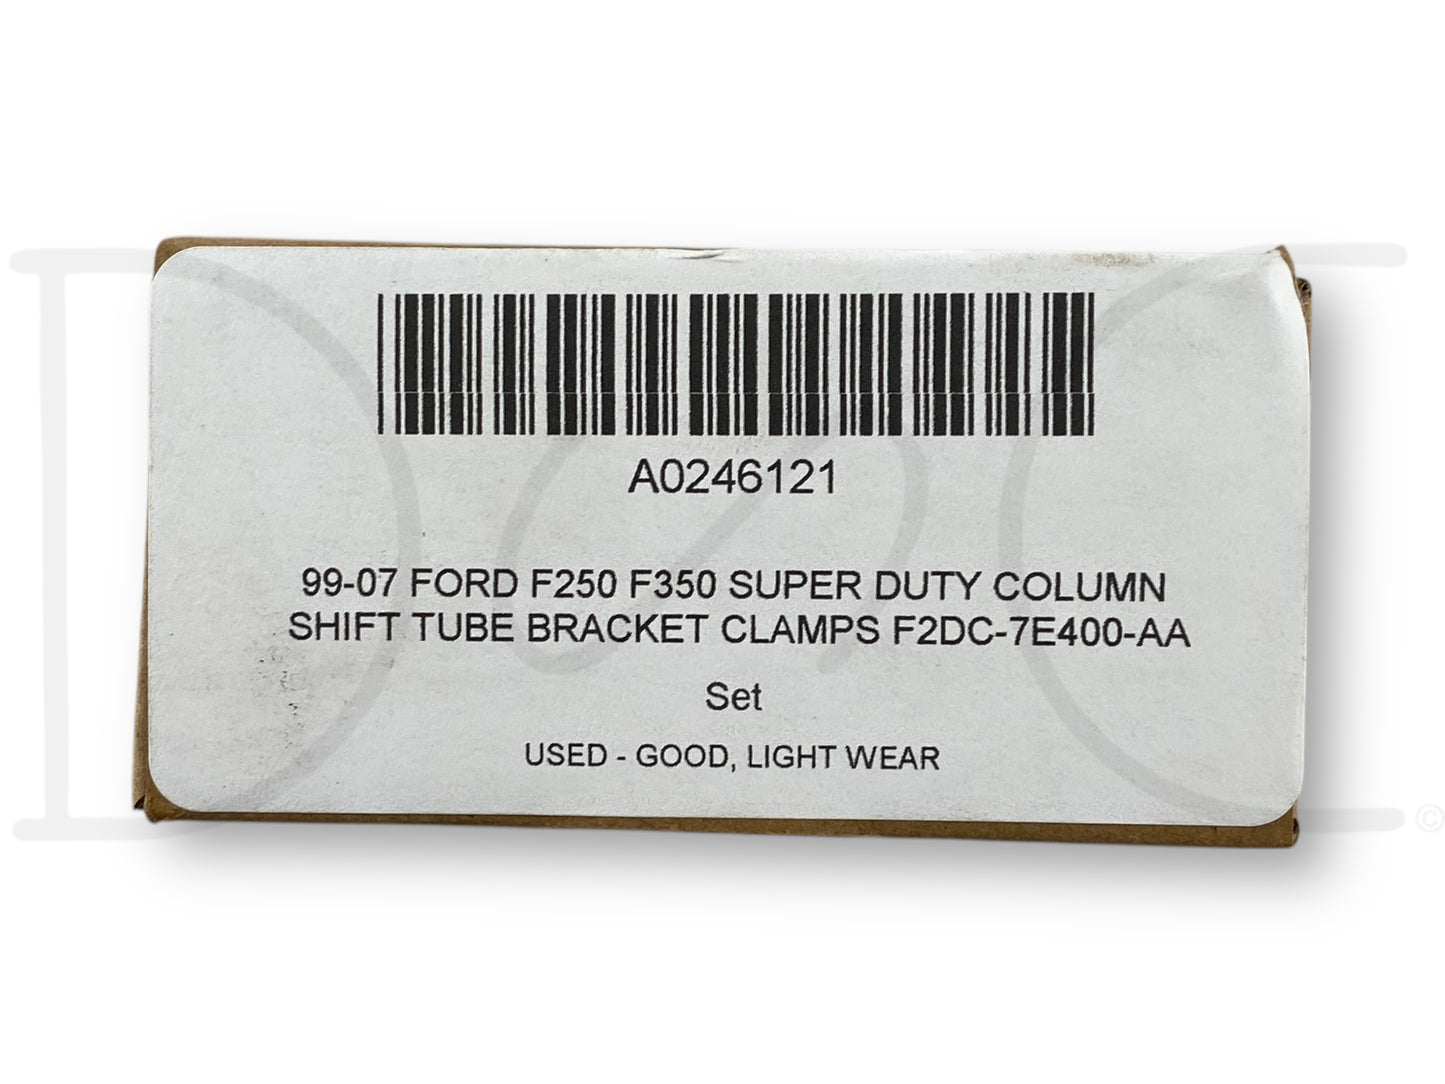 A0246121
99-07 FORD F250 F350 SUPER DUTY COLUMN
SHIFT TUBE BRACKET CLAMPS F2DC-7E400-AA
Set
USED - GOOD, LIGHT WEAR
©